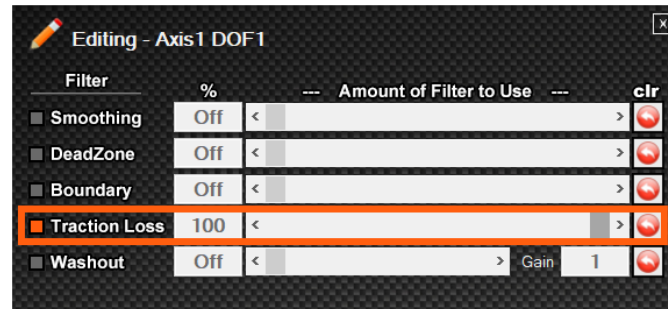 Editing - Axis1 DOF1
Filter % --- Amount of Filter to Use --- clr
Smoothing Off < >
DeadZone Off < >
Boundary Off < >
Traction Loss 100 < >
Washout Off < > Gain 1